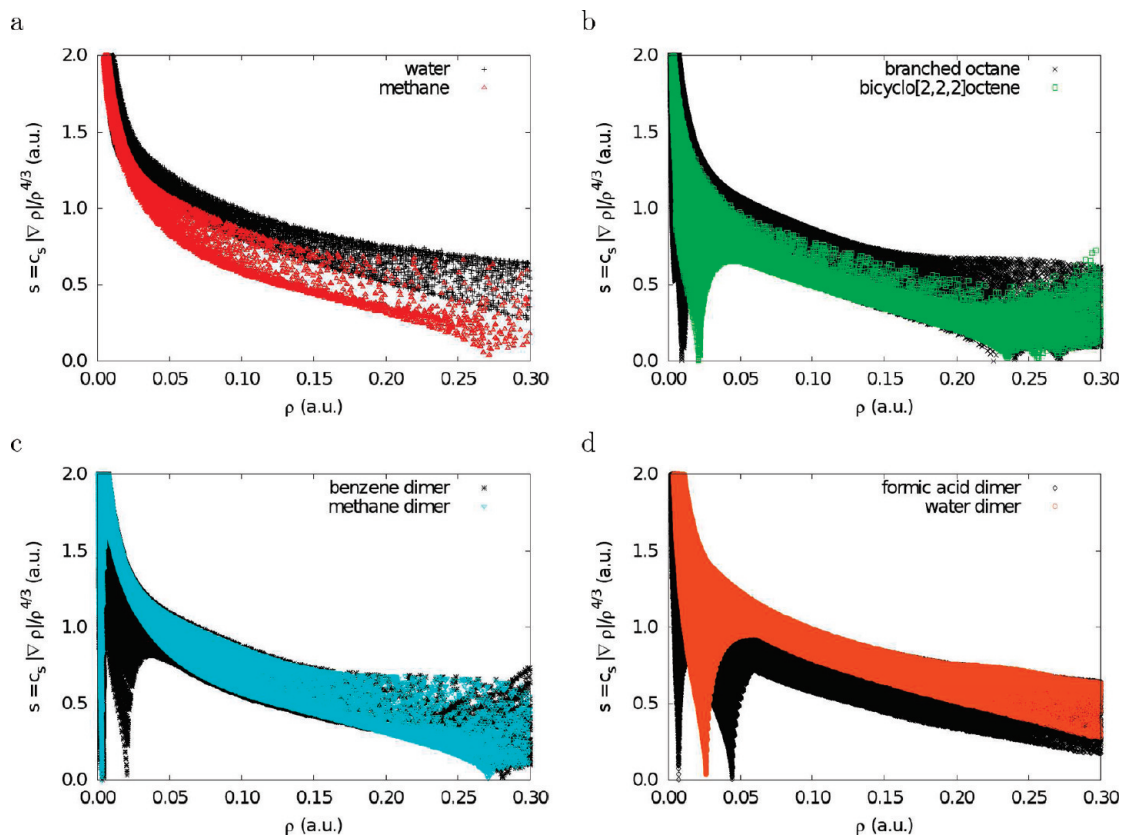 a
2.0
1.5
1.0
0.5
0.0
s = cₛ |∇ ρ|/ρ^4/3 (a.u.)
water
methane
0.00 0.05 0.10 0.15 0.20 0.25 0.30
ρ (a.u.)
b
2.0
1.5
1.0
0.5
0.0
s = cₛ |∇ ρ|/ρ^4/3 (a.u.)
branched octane
bicyclo[2,2,2]octene
0.00 0.05 0.10 0.15 0.20 0.25 0.30
ρ (a.u.)
c
2.0
1.5
1.0
0.5
0.0
s = cₛ |∇ ρ|/ρ^4/3 (a.u.)
benzene dimer
methane dimer
0.00 0.05 0.10 0.15 0.20 0.25 0.30
ρ (a.u.)
d
2.0
1.5
1.0
0.5
0.0
s = cₛ |∇ ρ|/ρ^4/3 (a.u.)
formic acid dimer
water dimer
0.00 0.05 0.10 0.15 0.20 0.25 0.30
ρ (a.u.)